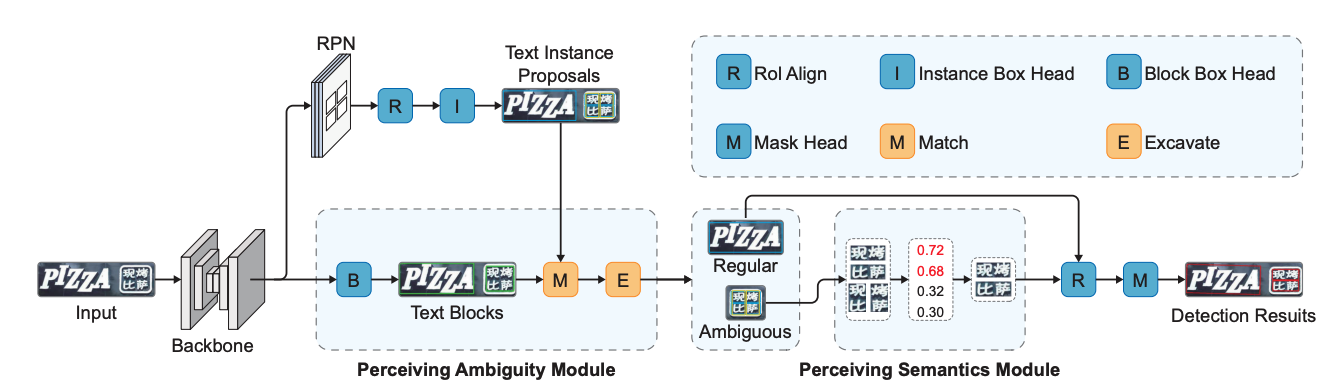 RPN
Text Instance
Proposals
R
I
PIZZA
现烤
比萨
R RoI Align
I Instance Box Head
B Block Box Head
M Mask Head
M Match
E Excavate
PIZZA
现烤
比萨
Input
Backbone
B
PIZZA
现烤
比萨
Text Blocks
M
E
Perceiving Ambiguity Module
PIZZA
Regular
现烤
比萨
Ambiguous
现烤
比萨
现烤
比萨
0.72
0.68
0.32
0.30
现烤
比萨
Perceiving Semantics Module
R
M
PIZZA
现烤
比萨
Detection Resuits